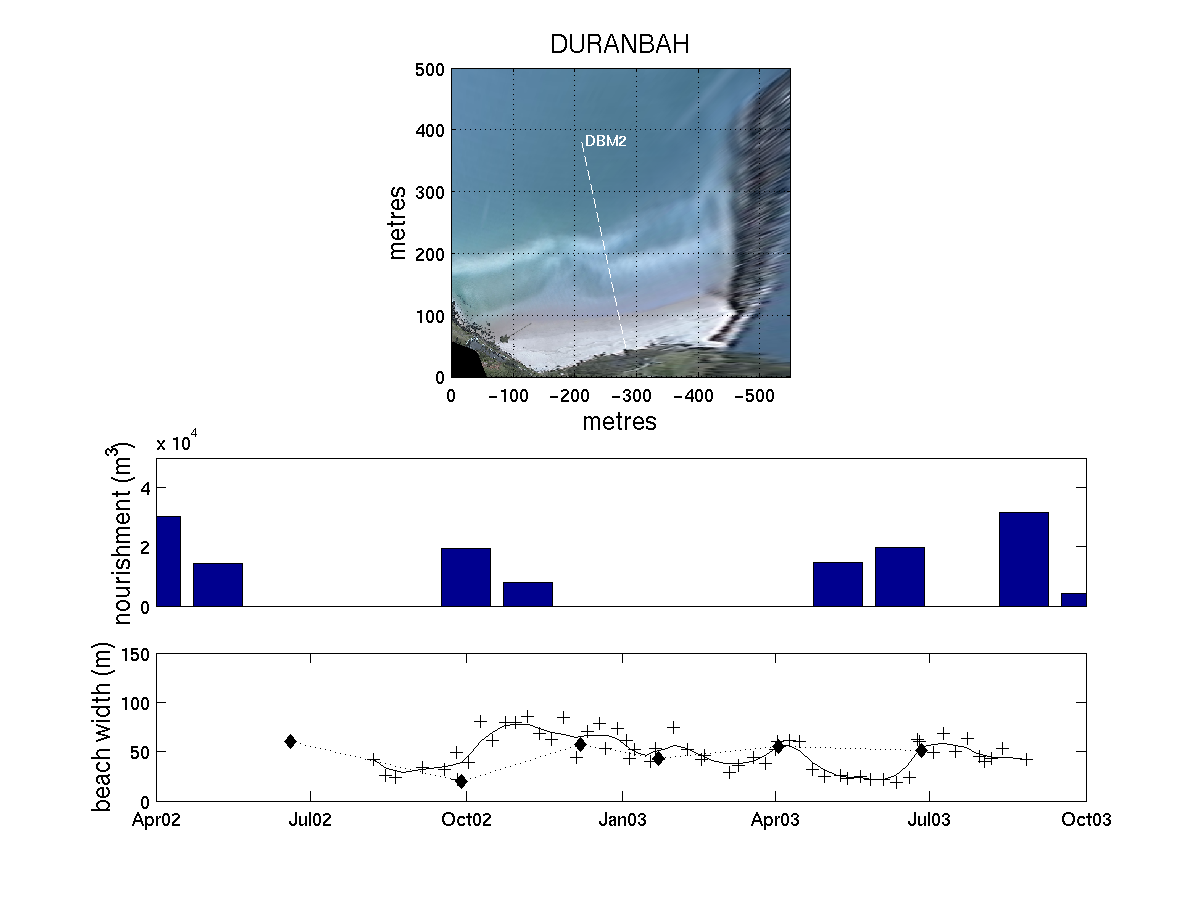 DURANBAH
500
400
300
200
100
0
metres
DBM2
0 −100 −200 −300 −400 −500
metres
x 10^4
nourishment (m^3)
4
2
0
beach width (m)
150
100
50
0
Apr02 Jul02 Oct02 Jan03 Apr03 Jul03 Oct03